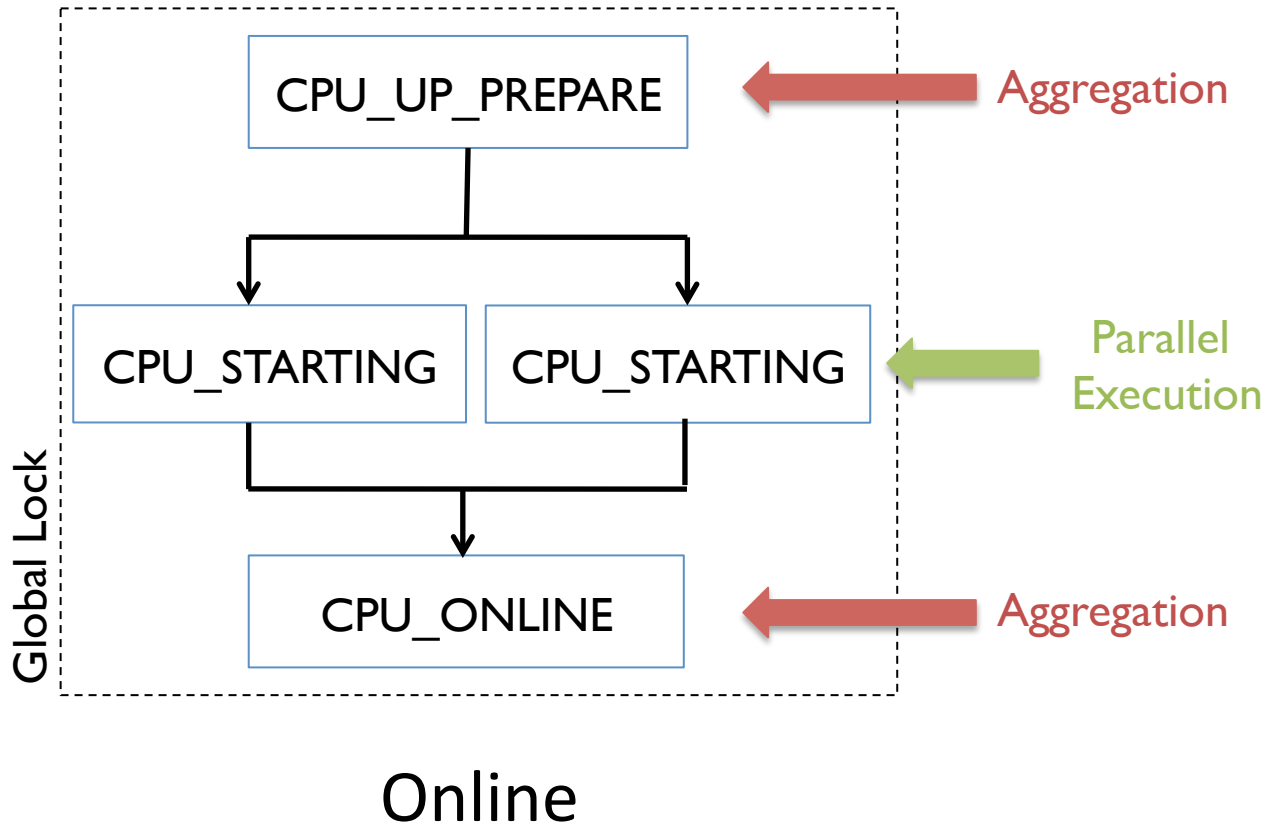 CPU_UP_PREPARE
Aggregation
CPU_STARTING
CPU_STARTING
Parallel
Execution
Global Lock
CPU_ONLINE
Aggregation
Online